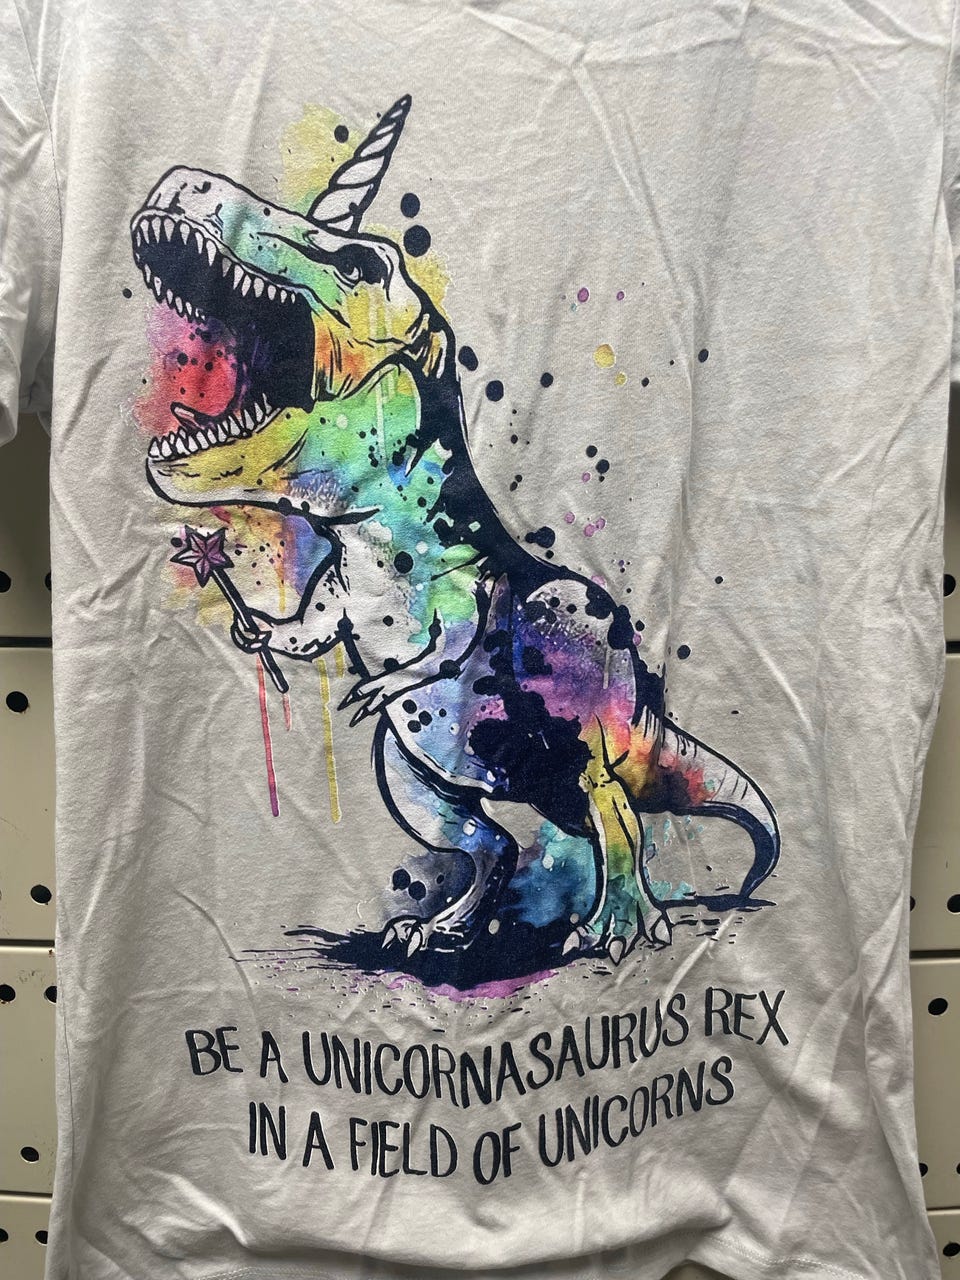 BE A UNICORNASAURUS REX
IN A FIELD OF UNICORNS